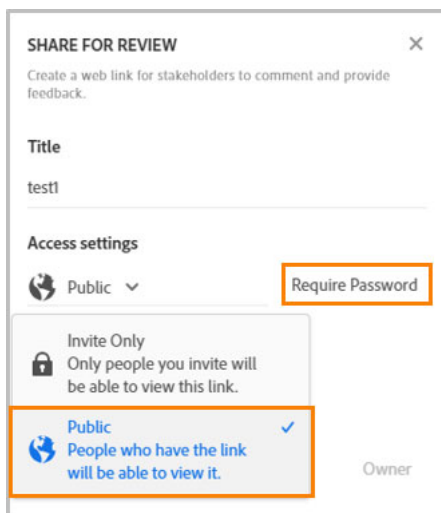 SHARE FOR REVIEW
Create a web link for stakeholders to comment and provide
feedback.
Title
test1
Access settings
Public
Require Password
Invite Only
Only people you invite will
be able to view this link.
Public
People who have the link
will be able to view it.
Owner